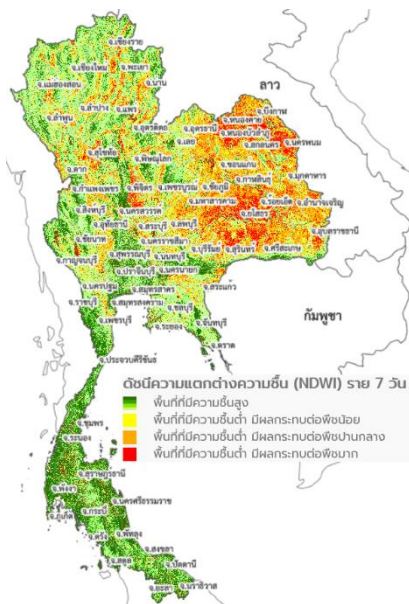 จ.เชียงราย
จ.เชียงใหม่
จ.พะเยา
จ.แม่ฮ่องสอน
จ.น่าน
จ.ลำปาง
จ.แพร่
จ.ลำพูน
จ.อุตรดิตถ์
จ.สุโขทัย
จ.ตาก
จ.พิษณุโลก
จ.เลย
จ.อุดรธานี
จ.หนองคาย
จ.บึงกาฬ
ลาว
จ.หนองบัวลำภู
จ.นครพนม
จ.สกลนคร
จ.ขอนแก่น
จ.กาฬสินธุ์
จ.มุกดาหาร
จ.กำแพงเพชร
จ.พิจิตร
จ.เพชรบูรณ์
จ.ชัยภูมิ
จ.มหาสารคาม
จ.ร้อยเอ็ด
จ.อำนาจเจริญ
จ.ยโสธร
จ.อุบลราชธานี
จ.สิงห์บุรี
จ.นครสวรรค์
จ.อุทัยธานี
จ.สระบุรี
จ.ลพบุรี
จ.ชัยนาท
จ.นครราชสีมา
จ.บุรีรัมย์
จ.สุรินทร์
จ.ศรีสะเกษ
จ.สุพรรณบุรี
จ.นนทบุรี
จ.กาญจนบุรี
จ.ปราจีนบุรี
จ.นครนายก
จ.สระแก้ว
จ.นครปฐม
จ.สมุทรสาคร
จ.ราชบุรี
จ.สมุทรสงคราม
จ.ชลบุรี
จ.เพชรบุรี
จ.ระยอง
จ.จันทบุรี
จ.ตราด
กัมพูชา
จ.ประจวบคีรีขันธ์
ดัชนีความแตกต่างความชื้น (NDWI) ราย 7 วัน
พื้นที่ที่มีความชื้นสูง
พื้นที่ที่มีความชื้นต่ำ มีผลกระทบต่อพืชน้อย
พื้นที่ที่มีความชื้นต่ำ มีผลกระทบต่อพืชปานกลาง
พื้นที่ที่มีความชื้นต่ำ มีผลกระทบต่อพืชมาก
จ.ชุมพร
จ.ระนอง
จ.สุราษฎร์ธานี
จ.พังงา
จ.นครศรีธรรมราช
จ.กระบี่
จ.ภูเก็ต
จ.ตรัง
จ.พัทลุง
จ.สงขลา
จ.สตูล
จ.ปัตตานี
จ.ยะลา
จ.นราธิวาส